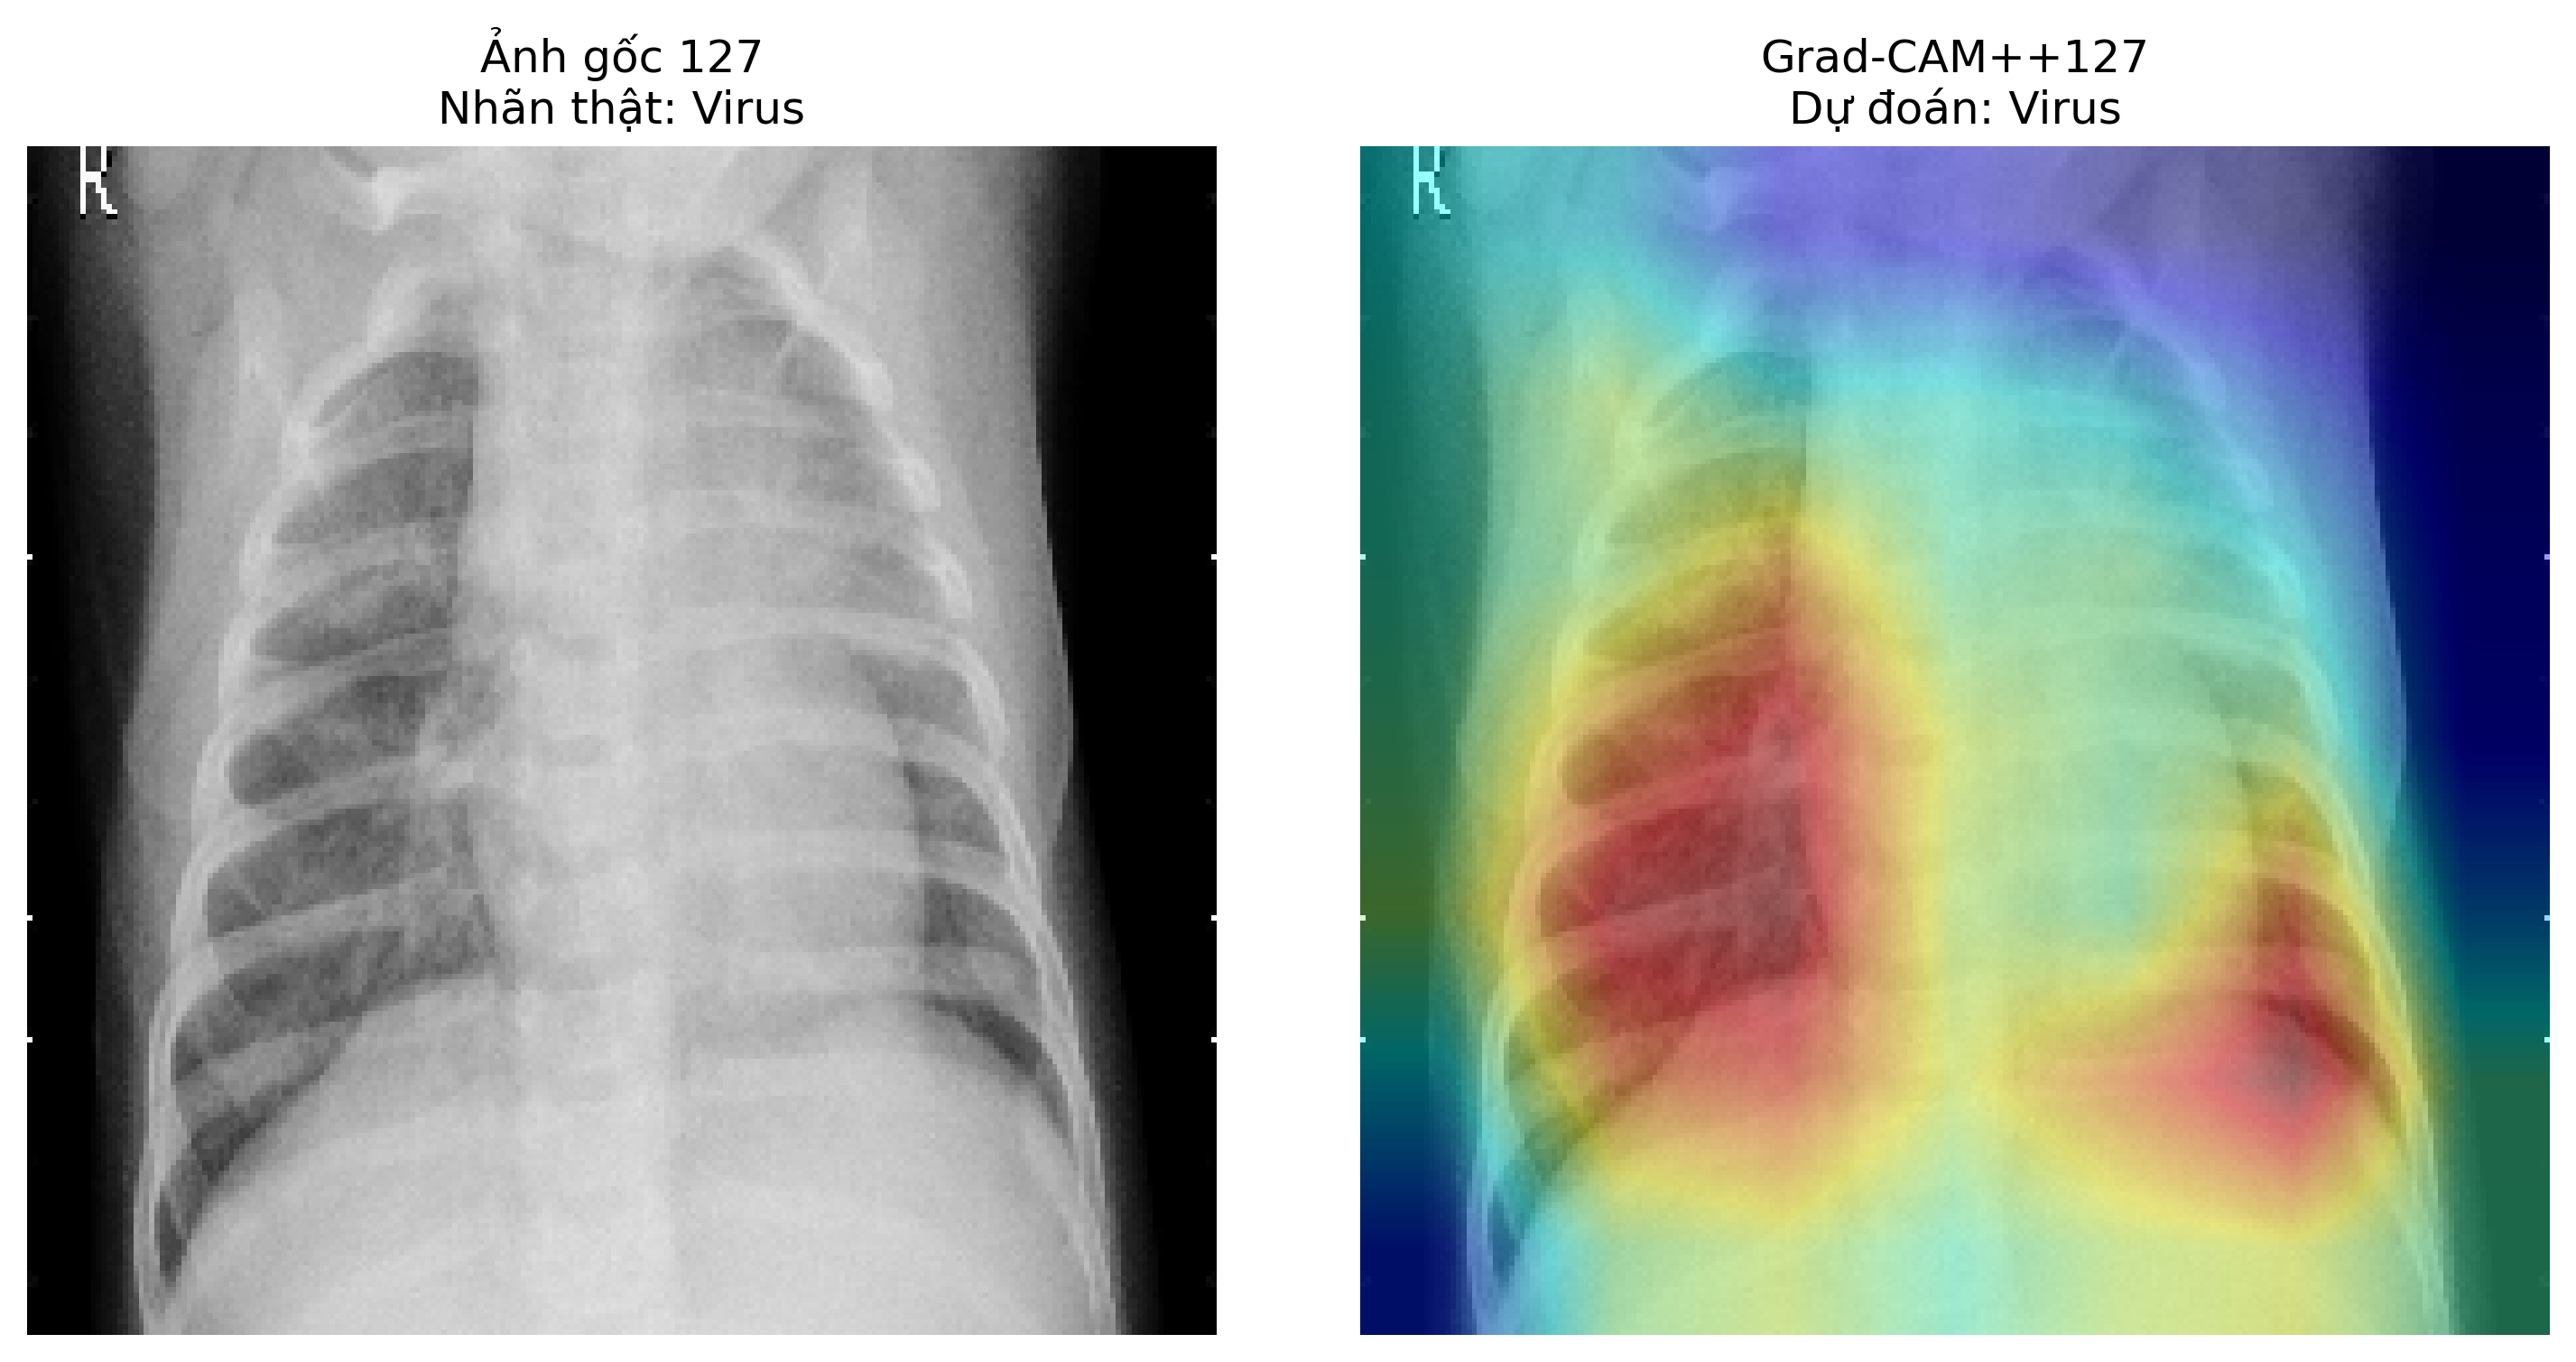 Ảnh gốc 127
Nhãn thật: Virus
R
Grad-CAM++127
Dự đoán: Virus
R